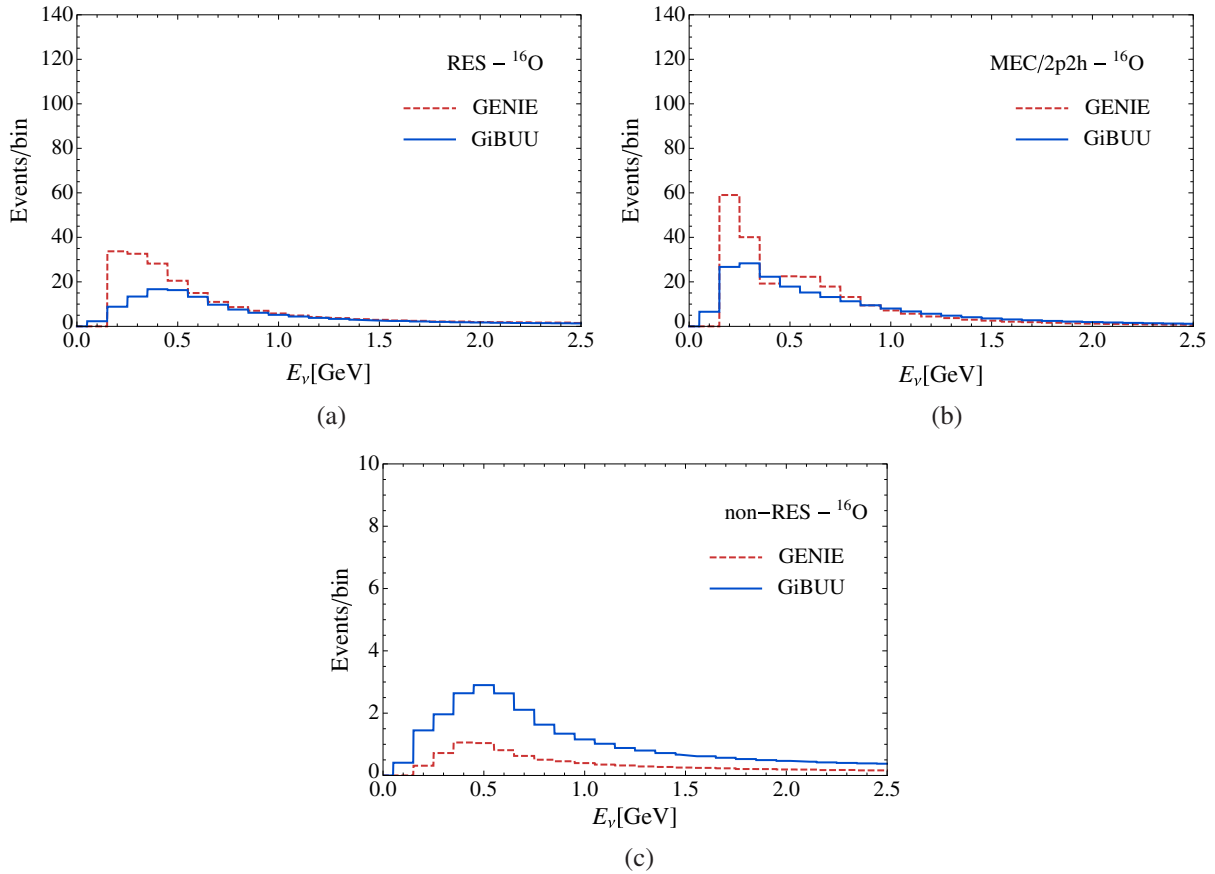 140
120
100
80
60
40
20
0
Events/bin
RES – ¹⁶O
GENIE
GiBUU
0.0 0.5 1.0 1.5 2.0 2.5
Eν[GeV]
(a)
140
120
100
80
60
40
20
0
Events/bin
MEC/2p2h – ¹⁶O
GENIE
GiBUU
0.0 0.5 1.0 1.5 2.0 2.5
Eν[GeV]
(b)
10
8
6
4
2
0
Events/bin
non–RES – ¹⁶O
GENIE
GiBUU
0.0 0.5 1.0 1.5 2.0 2.5
Eν[GeV]
(c)